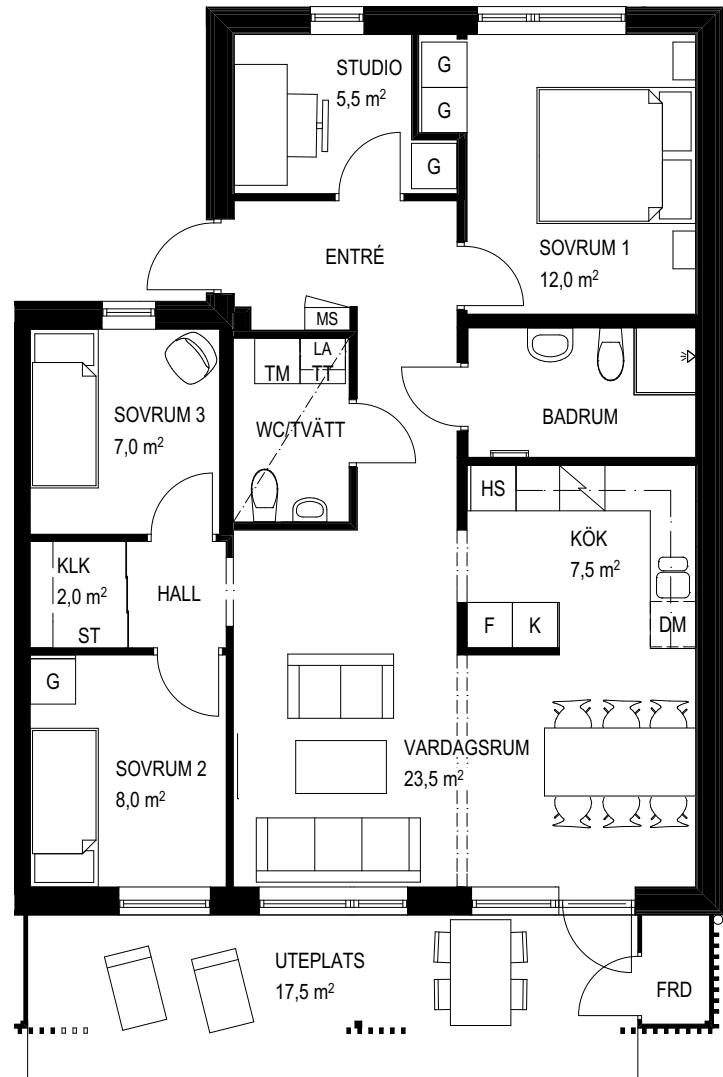 STUDIO
5,5 m²
G
G
G
SOVRUM 1
12,0 m²
ENTRÉ
MS
LA
TM
TT
WC/TVÄTT
BADRUM
SOVRUM 3
7,0 m²
HS
KÖK
7,5 m²
KLK
2,0 m²
ST
HALL
F
K
DM
G
SOVRUM 2
8,0 m²
VARDAGSRUM
23,5 m²
UTEPLATS
17,5 m²
FRD